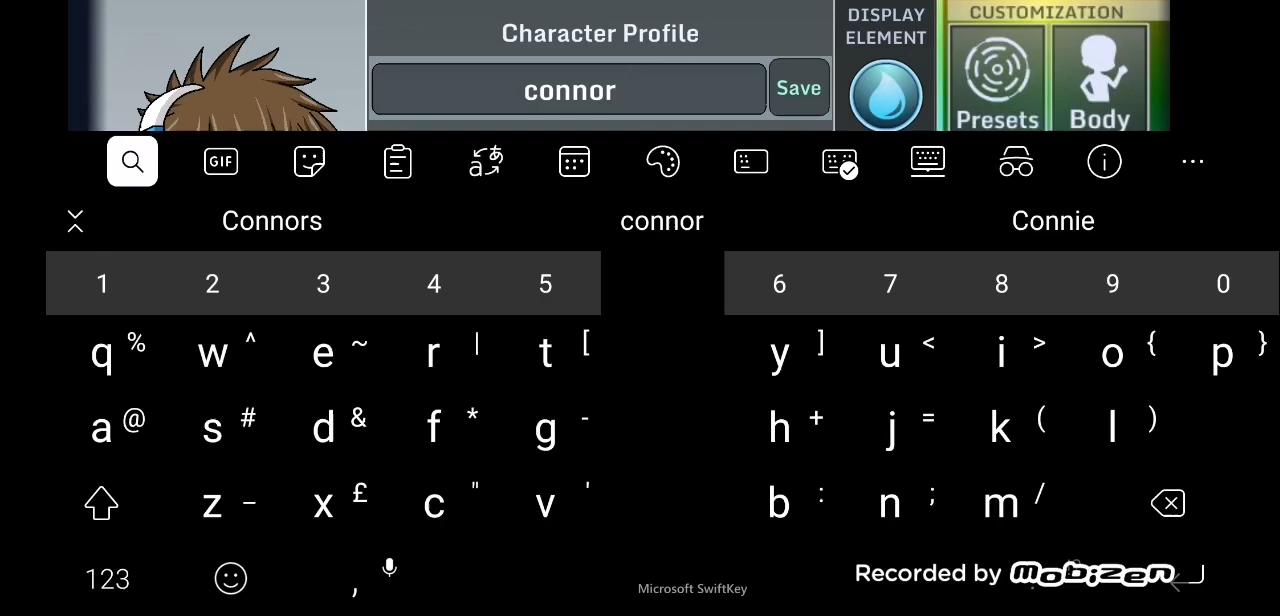 Character Profile
connor
Save
DISPLAY
ELEMENT
CUSTOMIZATION
Presets
Body
GIF
Connors connor Connie
1 2 3 4 5 6 7 8 9 0
q % w ^ e ~ r | t [ y ] u < i > o { p }
a @ s # d & f * g - h + j = k ( l )
z _ x £ c " v ' b : n ; m /
123 ,
Microsoft SwiftKey
Recorded by Mobizen